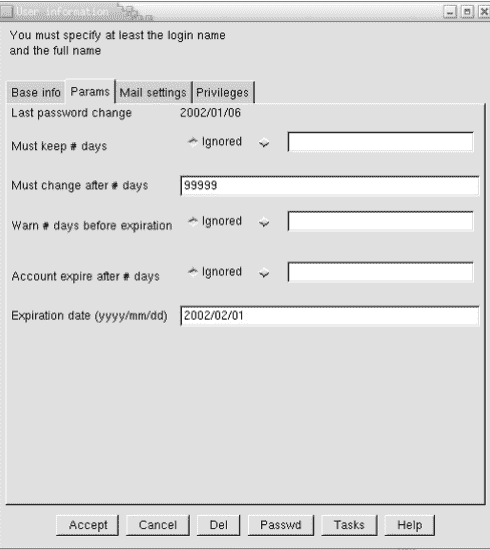 User information
You must specify at least the login name
and the full name
Base info Params Mail settings Privileges
Last password change 2002/01/06
Must keep # days Ignored
Must change after # days 99999
Warn # days before expiration Ignored
Account expire after # days Ignored
Expiration date (yyyy/mm/dd) 2002/02/01
Accept Cancel Del Passwd Tasks Help